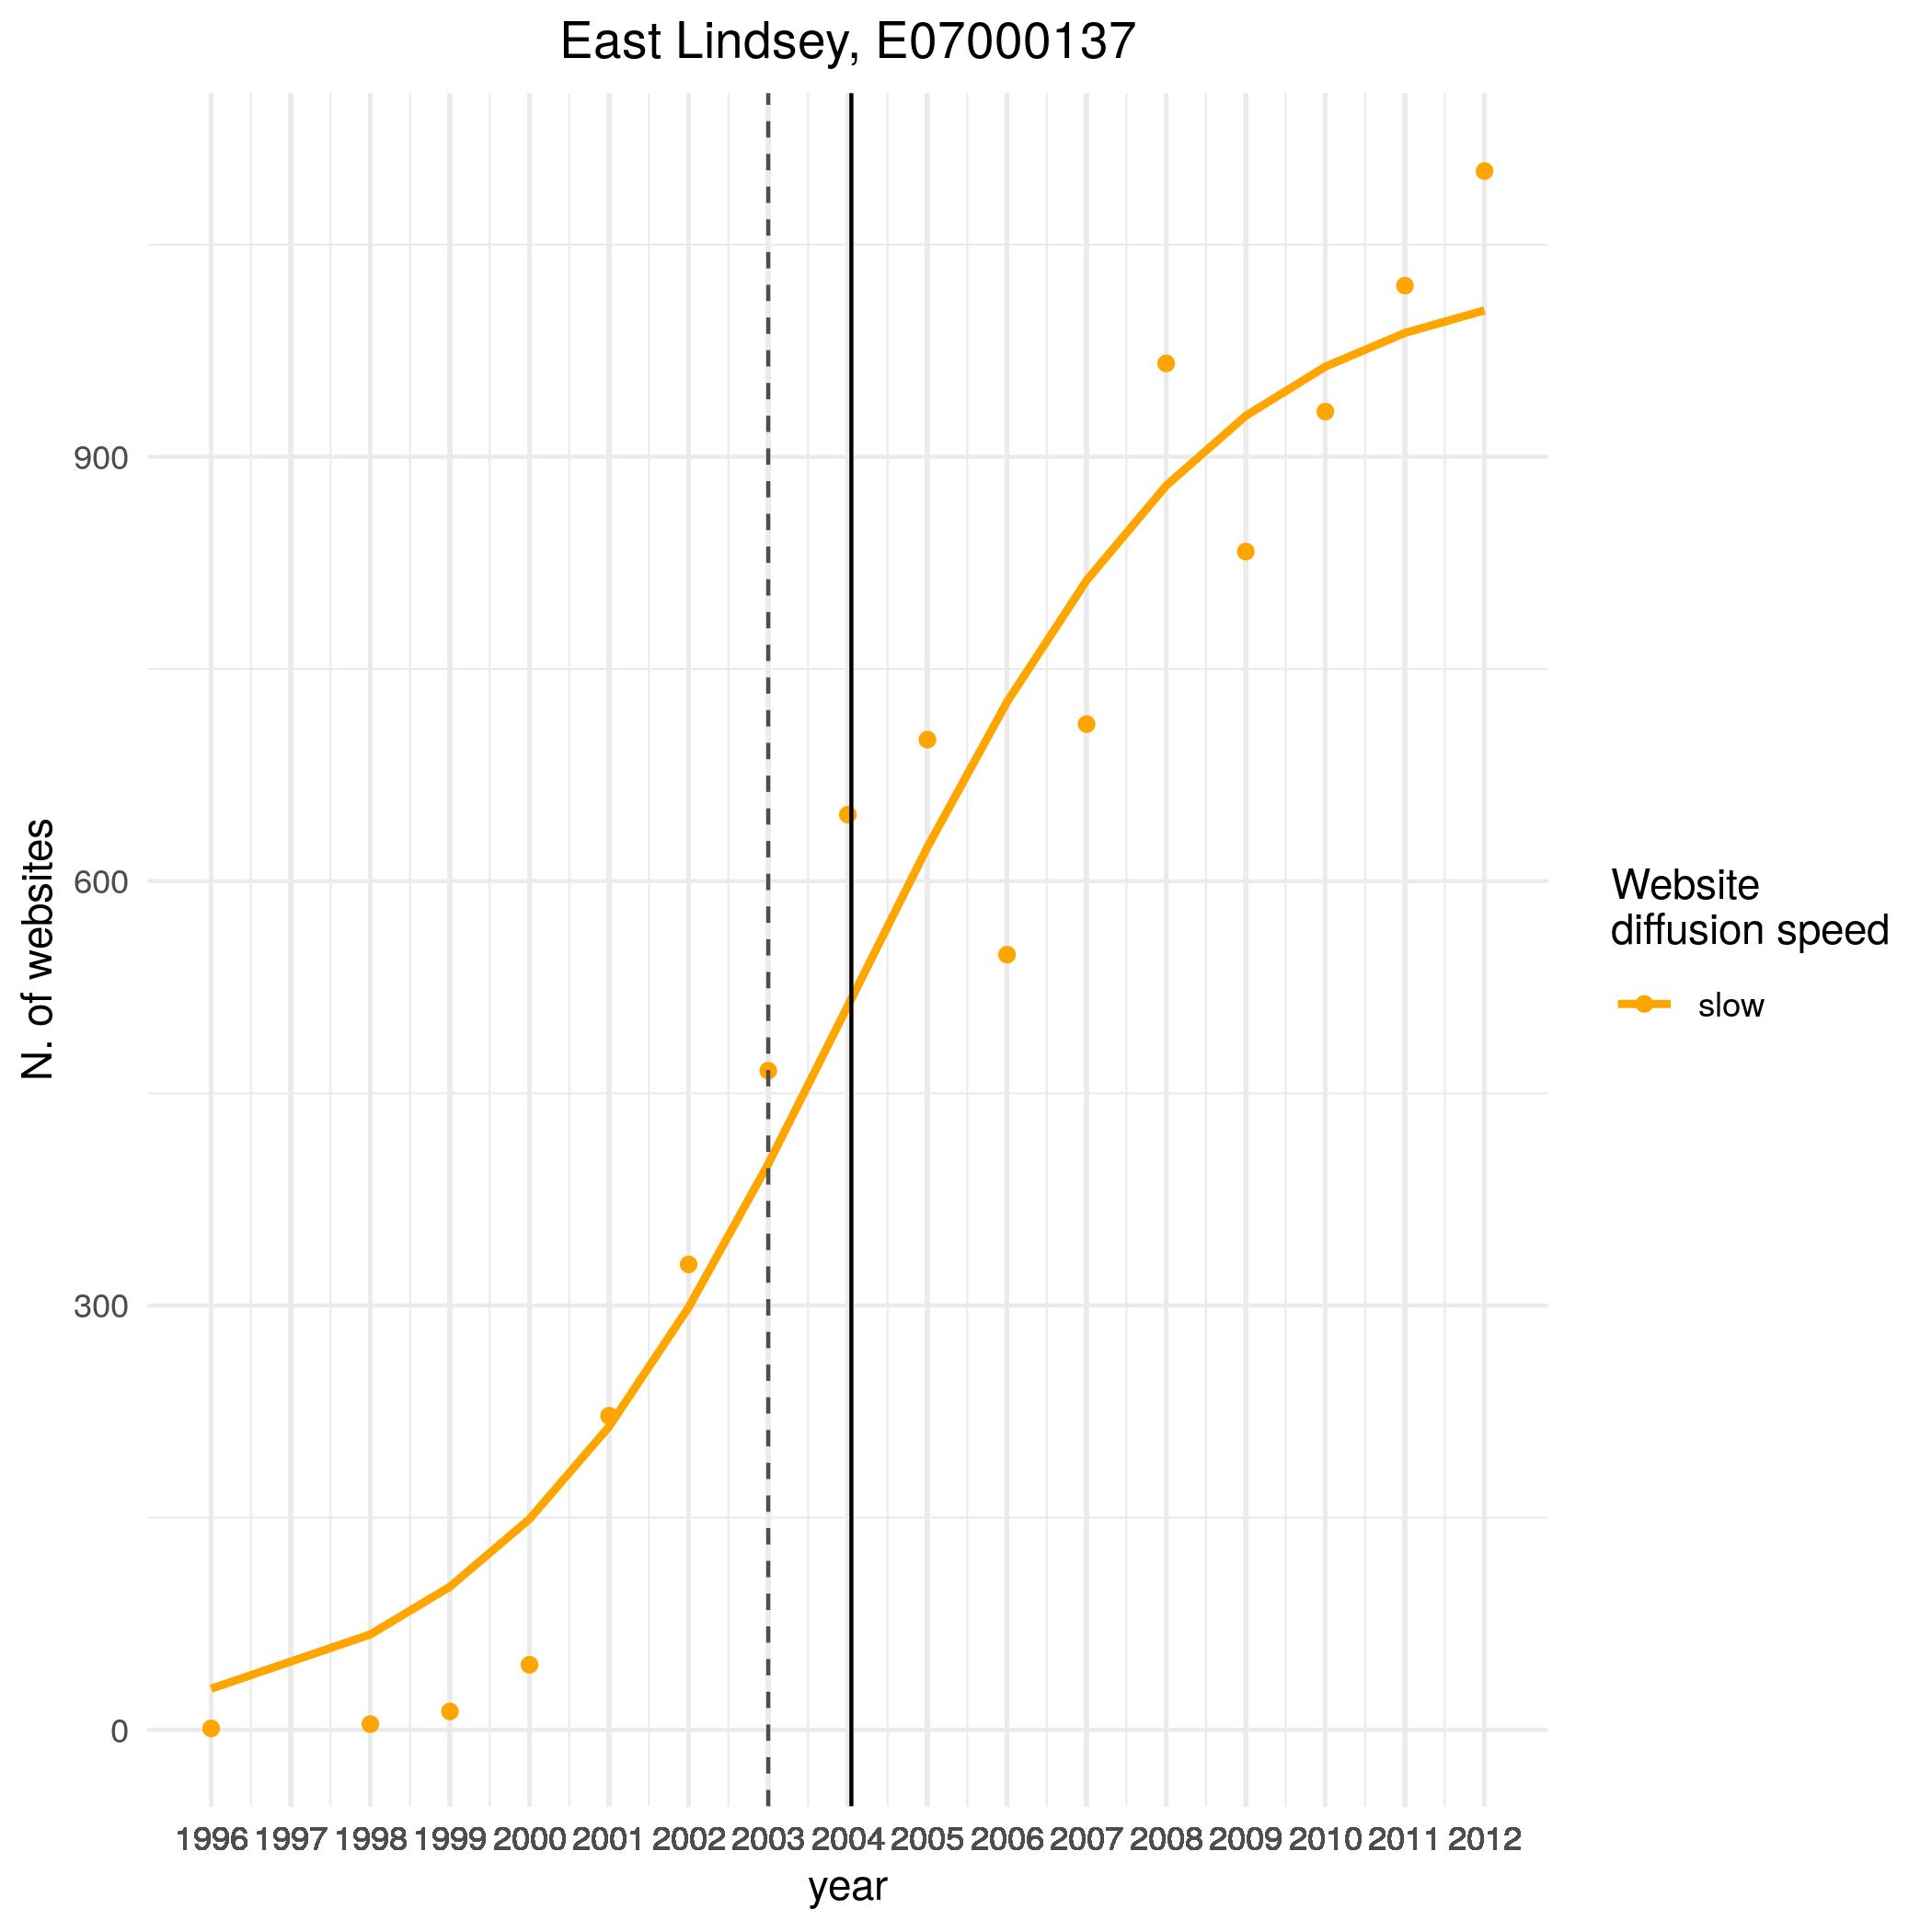 East Lindsey, E07000137
N. of websites
900
600
300
0
1996 1997 1998 1999 2000 2001 2002 2003 2004 2005 2006 2007 2008 2009 2010 2011 2012
year
Website
diffusion speed
slow